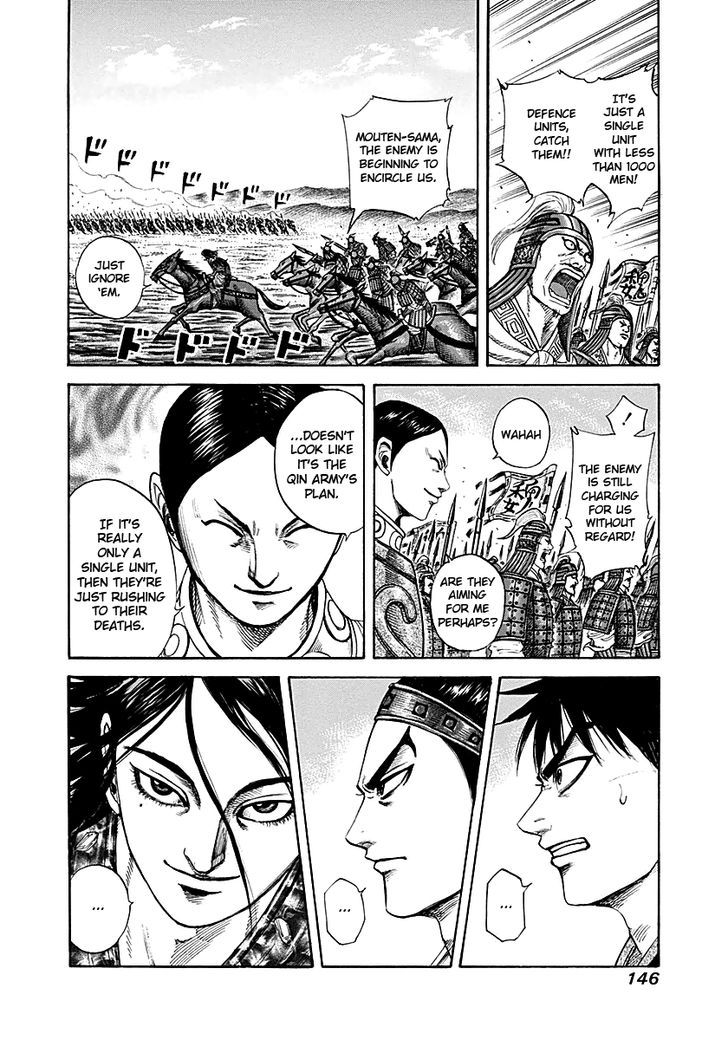 IT'S
JUST A
SINGLE
UNIT
WITH LESS
THAN 1000
MEN!
DEFENCE
UNITS,
CATCH
THEM!!
MOUTEN-SAMA,
THE ENEMY IS
BEGINNING TO
ENCIRCLE US.
ドドドドド
JUST
IGNORE
'EM.
ドドドド
!
THE ENEMY
IS STILL
CHARGING
FOR US
WITHOUT
REGARD!
WAHAH
ARE THEY
AIMING
FOR ME
PERHAPS?
...DOESN'T
LOOK LIKE
IT'S THE
QIN ARMY'S
PLAN.
IF IT'S
REALLY
ONLY A
SINGLE UNIT,
THEN THEY'RE
JUST RUSHING
TO THEIR
DEATHS.
...
...
...
146